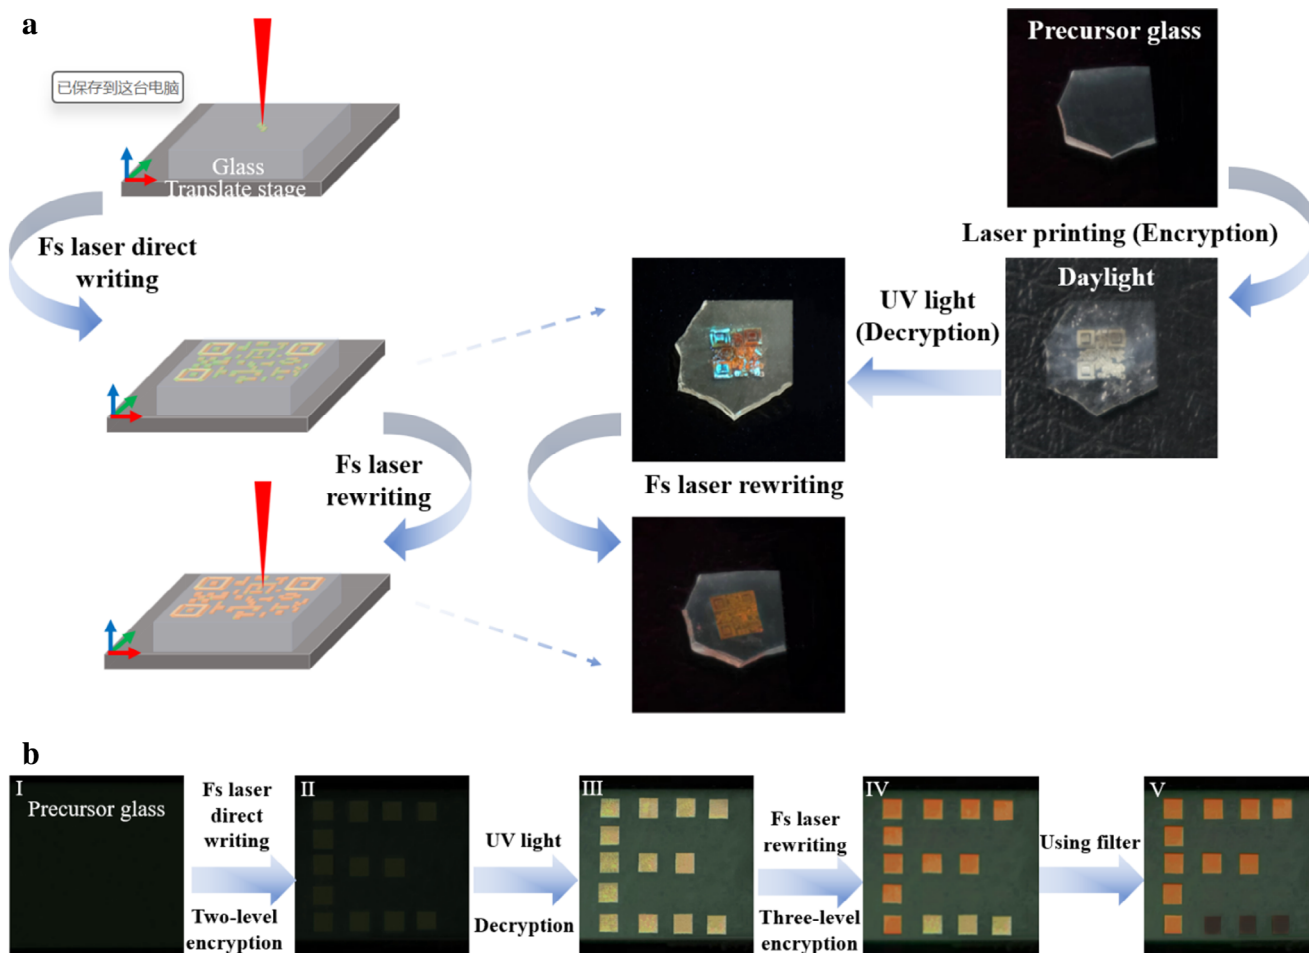 a
已保存到这台电脑
Glass
Translate stage
Fs laser direct
writing
Fs laser
rewriting
Precursor glass
Laser printing (Encryption)
Daylight
UV light
(Decryption)
Fs laser rewriting
b
I
Precursor glass
Fs laser
direct
writing
Two-level
encryption
II
UV light
Decryption
III
Fs laser
rewriting
Three-level
encryption
IV
Using filter
V